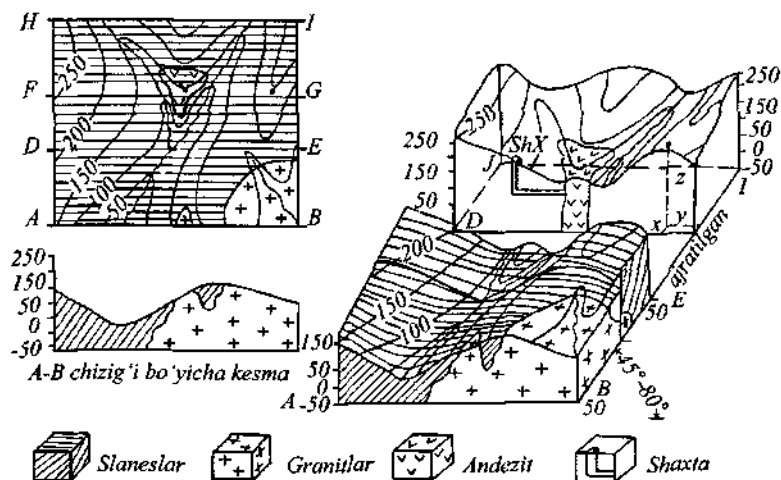 H
I
250
F
G
200
D
E
150
100
50
A
B
250
150
50
0
-50
A-B chizig'i bo'yicha kesma
250
250
150
50
0
-50
ShX
J
z
I
250
200
150
100
50
D
x
y
ajratilgan
200
150
100
E
50
150
50
0
A -50
B
50
45°-80°
Slaneslar
Granitlar
Andezit
Shaxta